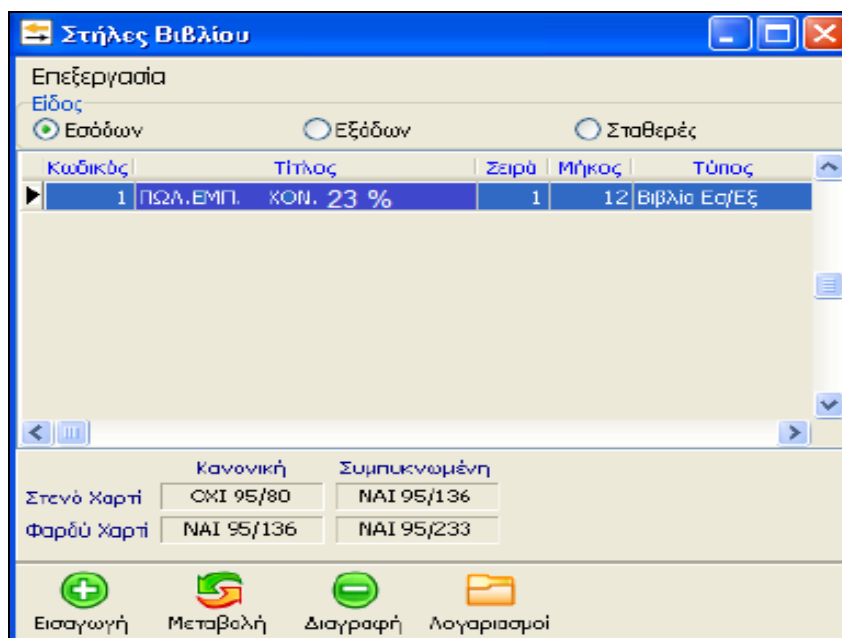 Στήλες Βιβλίου
Επεξεργασία
Είδος
Εσόδων Εξόδων Σταθερές
Κωδικός Τίτλος Σειρά Μήκος Τύπος
1 ΠΩΛ.ΕΜΠ. ΧΟΝ. 23 % 1 12 Βιβλίο Εσ/Εξ
Κανονική Συμπυκνωμένη
Στενό Χαρτί ΟΧΙ 95/80 ΝΑΙ 95/136
Φαρδύ Χαρτί ΝΑΙ 95/136 ΝΑΙ 95/233
Εισαγωγή Μεταβολή Διαγραφή Λογαριασμοί